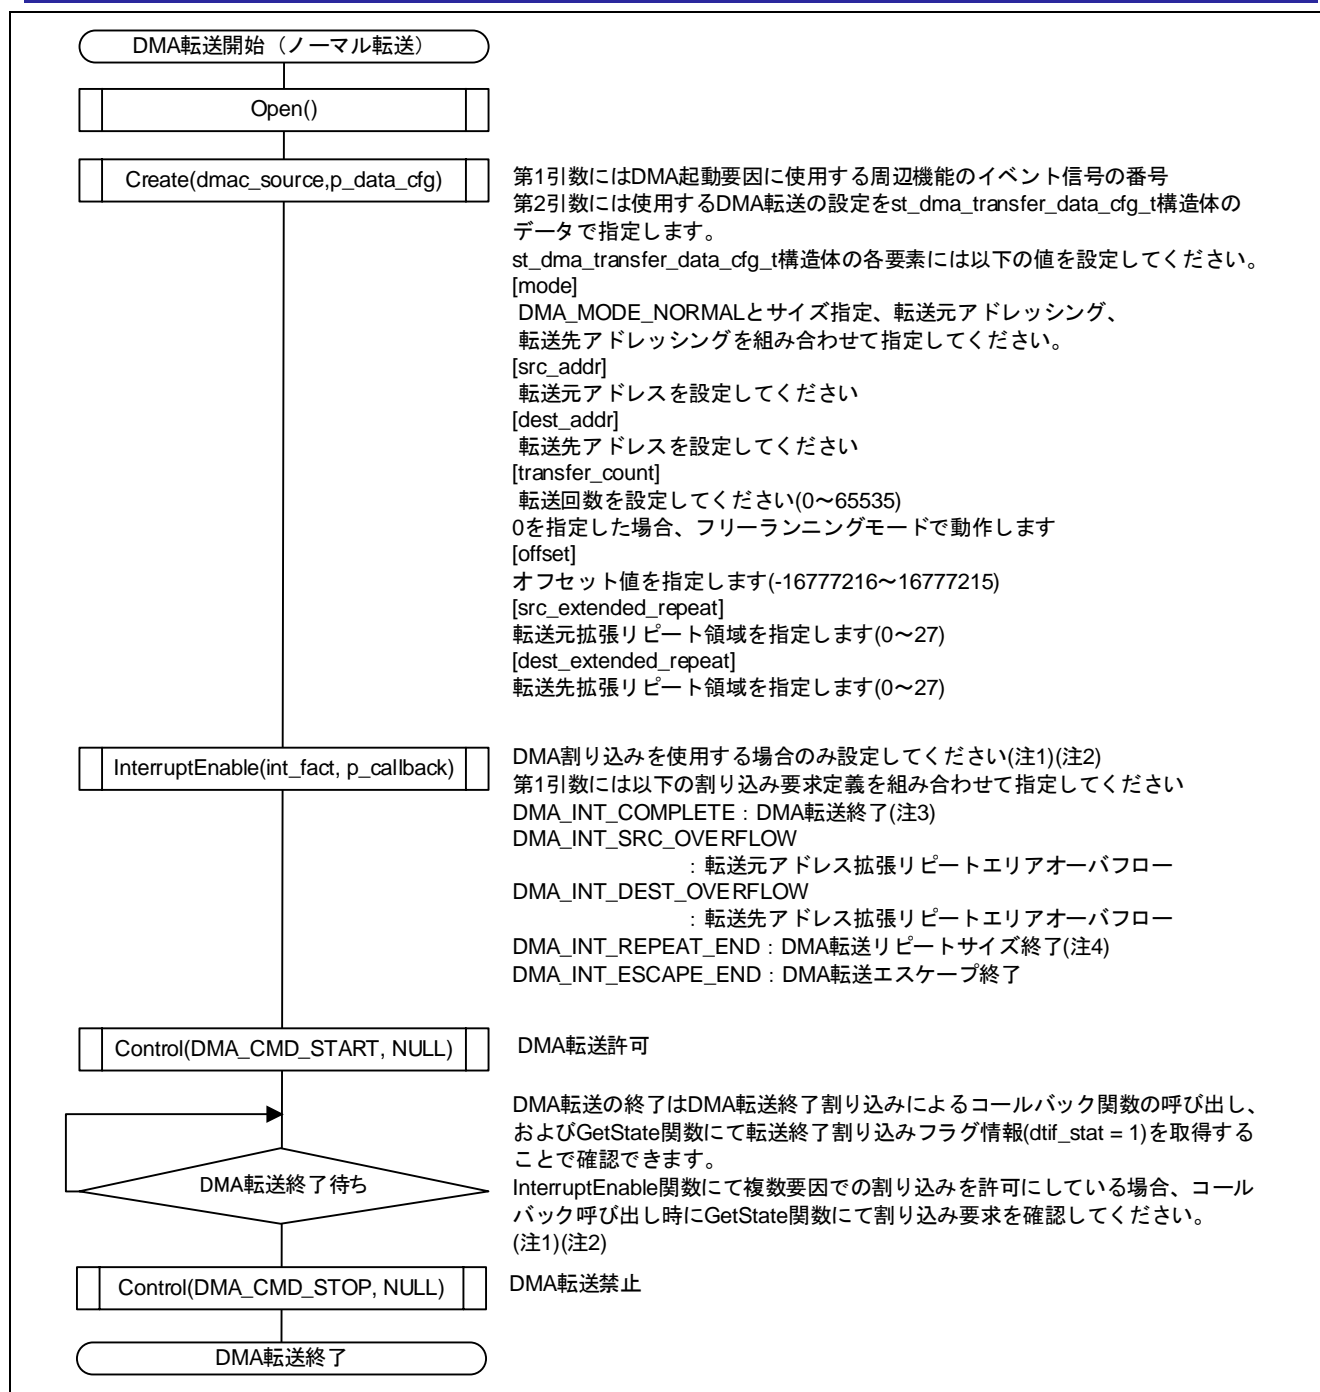 DMA転送開始（ノーマル転送）
Open()
Create(dmac_source,p_data_cfg)
第1引数にはDMA起動要因に使用する周辺機能のイベント信号の番号
第2引数には使用するDMA転送の設定をst_dma_transfer_data_cfg_t構造体の
データで指定します。
st_dma_transfer_data_cfg_t構造体の各要素には以下の値を設定してください。
[mode]
DMA_MODE_NORMALとサイズ指定、転送元アドレッシング、
転送先アドレッシングを組み合わせて指定してください。
[src_addr]
転送元アドレスを設定してください
[dest_addr]
転送先アドレスを設定してください
[transfer_count]
転送回数を設定してください(0～65535)
0を指定した場合、フリーランニングモードで動作します
[offset]
オフセット値を指定します(-16777216～16777215)
[src_extended_repeat]
転送元拡張リピート領域を指定します(0～27)
[dest_extended_repeat]
転送先拡張リピート領域を指定します(0～27)
InterruptEnable(int_fact, p_callback)
DMA割り込みを使用する場合のみ設定してください(注1)(注2)
第1引数には以下の割り込み要求定義を組み合わせて指定してください
DMA_INT_COMPLETE：DMA転送終了(注3)
DMA_INT_SRC_OVERFLOW
：転送元アドレス拡張リピートエリアオーバフロー
DMA_INT_DEST_OVERFLOW
：転送先アドレス拡張リピートエリアオーバフロー
DMA_INT_REPEAT_END：DMA転送リピートサイズ終了(注4)
DMA_INT_ESCAPE_END：DMA転送エスケープ終了
Control(DMA_CMD_START, NULL)
DMA転送許可
DMA転送の終了はDMA転送終了割り込みによるコールバック関数の呼び出し、
およびGetState関数にて転送終了割り込みフラグ情報(dtif_stat = 1)を取得する
ことで確認できます。
InterruptEnable関数にて複数要因での割り込みを許可にしている場合、コール
バック呼び出し時にGetState関数にて割り込み要求を確認してください。
(注1)(注2)
DMA転送終了待ち
Control(DMA_CMD_STOP, NULL)
DMA転送禁止
DMA転送終了